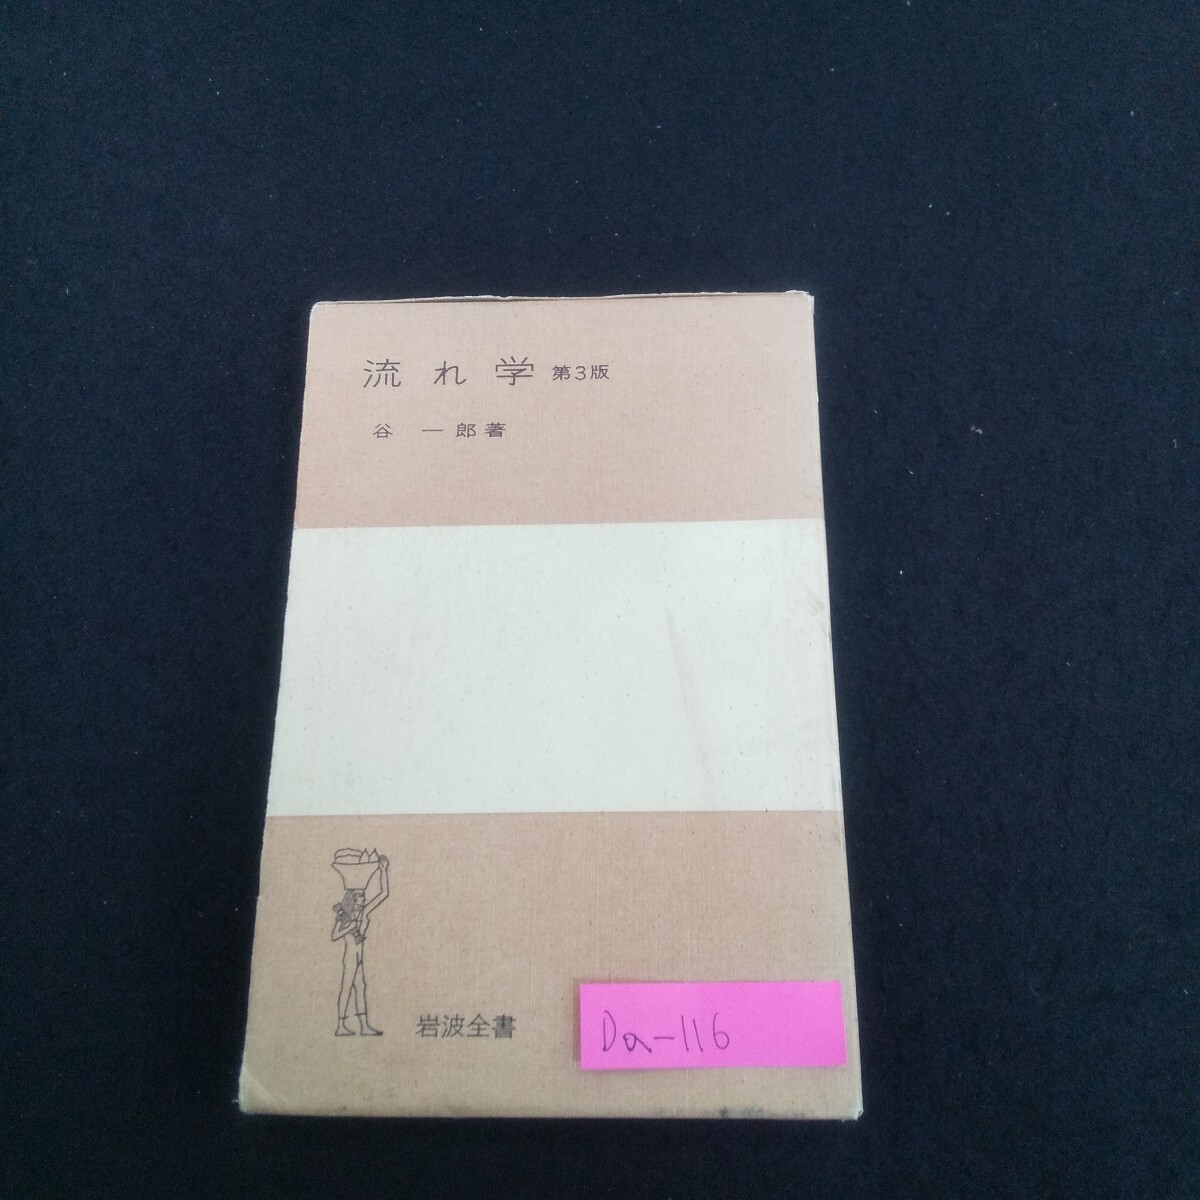 流れ学 第3版
谷 一郎著
岩波全書
Da-116